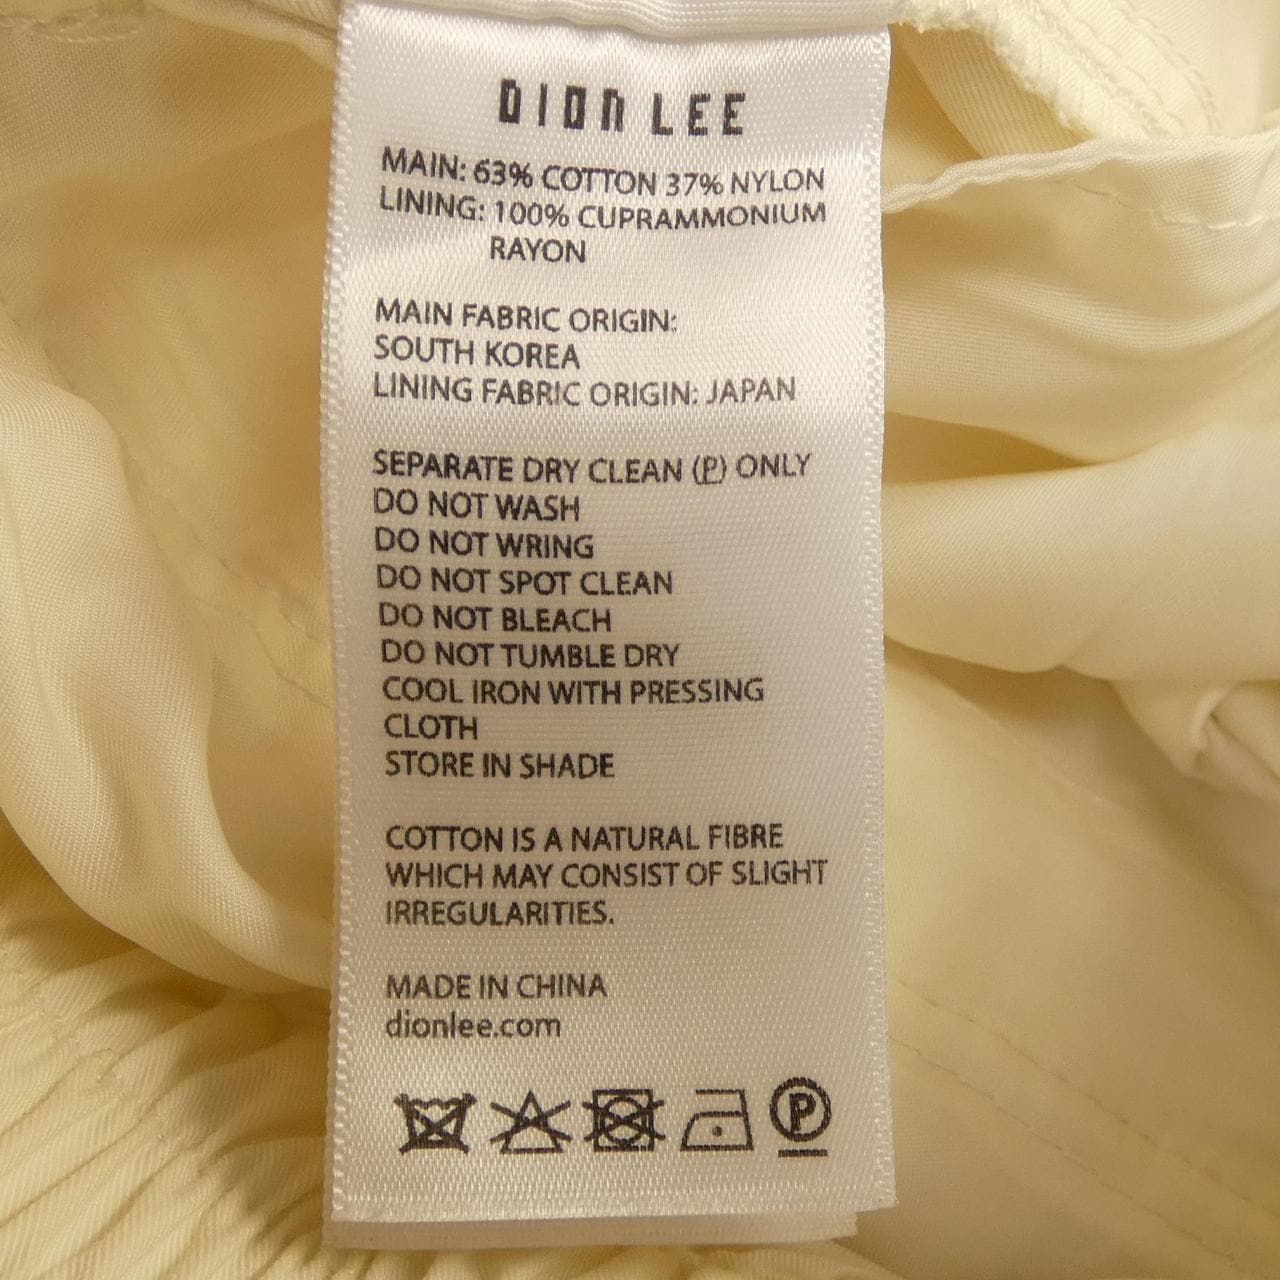 DION LEE
MAIN: 63% COTTON 37% NYLON
LINING: 100% CUPRAMMONIUM
RAYON
MAIN FABRIC ORIGIN:
SOUTH KOREA
LINING FABRIC ORIGIN: JAPAN
SEPARATE DRY CLEAN (P) ONLY
DO NOT WASH
DO NOT WRING
DO NOT SPOT CLEAN
DO NOT BLEACH
DO NOT TUMBLE DRY
COOL IRON WITH PRESSING
CLOTH
STORE IN SHADE
COTTON IS A NATURAL FIBRE
WHICH MAY CONSIST OF SLIGHT
IRREGULARITIES.
MADE IN CHINA
dionlee.com
P